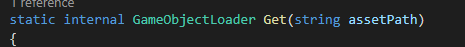 1 reference
static internal GameObjectLoader Get(string assetPath)
{